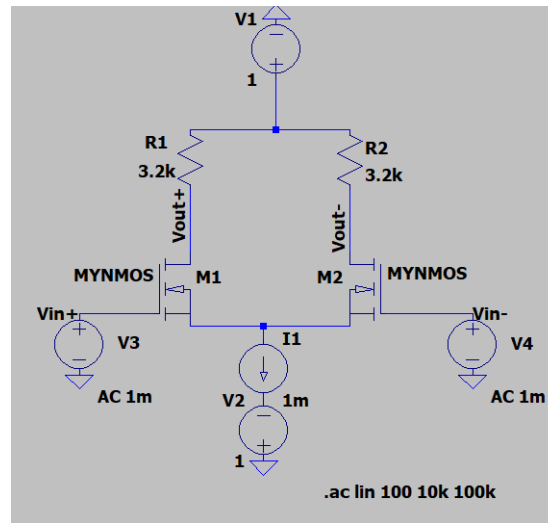 V1
1
R1
3.2k
R2
3.2k
Vout+
Vout-
MYNMOS
M1
M2
MYNMOS
Vin+
V3
AC 1m
I1
1m
V2
1
Vin-
V4
AC 1m
.ac lin 100 10k 100k